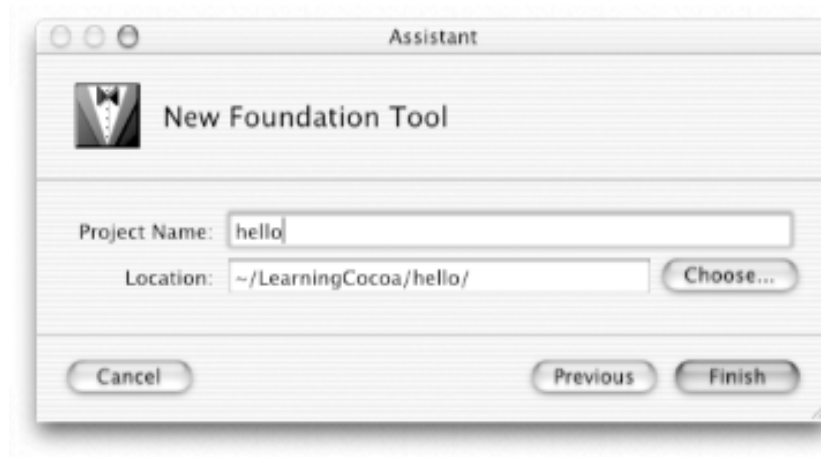 Assistant
New Foundation Tool
Project Name: hello
Location: ~/LearningCocoa/hello/ Choose...
Cancel Previous Finish